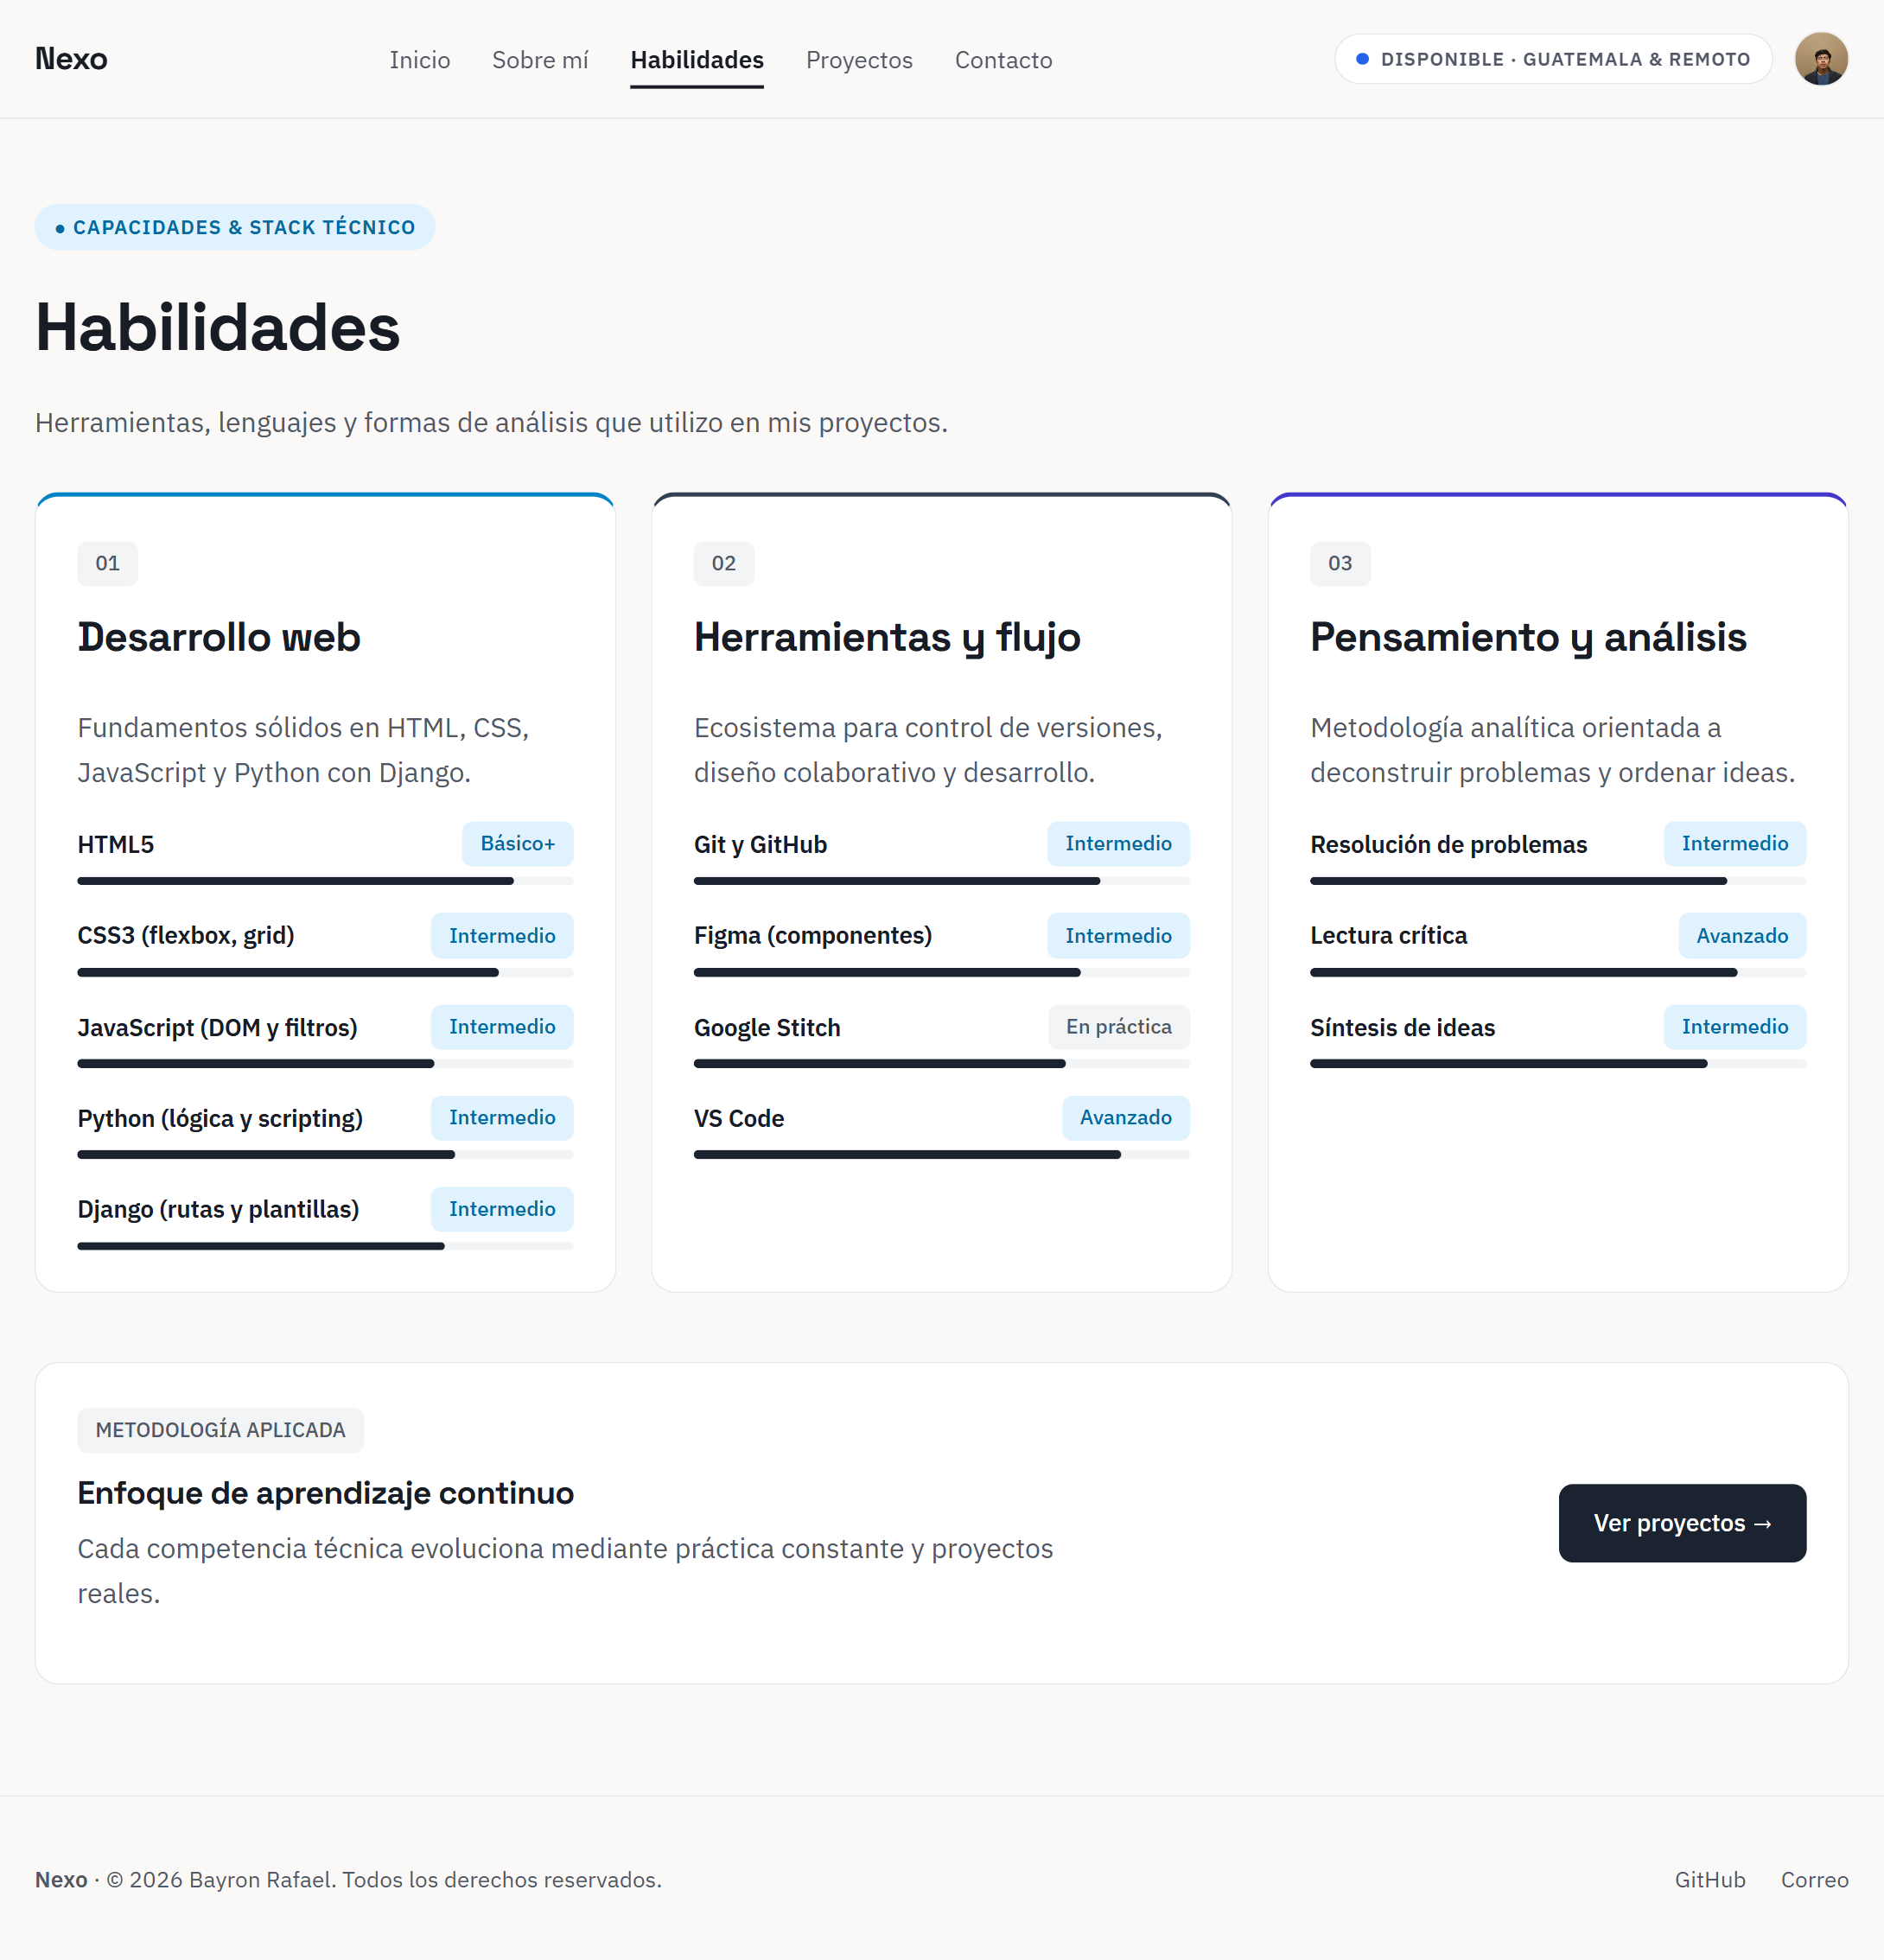 Nexo
Inicio
Sobre mí
Habilidades
Proyectos
Contacto
DISPONIBLE · GUATEMALA & REMOTO
• CAPACIDADES & STACK TÉCNICO
Habilidades
Herramientas, lenguajes y formas de análisis que utilizo en mis proyectos.
01
Desarrollo web
Fundamentos sólidos en HTML, CSS,
JavaScript y Python con Django.
HTML5
Básico+
CSS3 (flexbox, grid)
Intermedio
JavaScript (DOM y filtros)
Intermedio
Python (lógica y scripting)
Intermedio
Django (rutas y plantillas)
Intermedio
02
Herramientas y flujo
Ecosistema para control de versiones,
diseño colaborativo y desarrollo.
Git y GitHub
Intermedio
Figma (componentes)
Intermedio
Google Stitch
En práctica
VS Code
Avanzado
03
Pensamiento y análisis
Metodología analítica orientada a
deconstruir problemas y ordenar ideas.
Resolución de problemas
Intermedio
Lectura crítica
Avanzado
Síntesis de ideas
Intermedio
METODOLOGÍA APLICADA
Enfoque de aprendizaje continuo
Cada competencia técnica evoluciona mediante práctica constante y proyectos
reales.
Ver proyectos →
Nexo · © 2026 Bayron Rafael. Todos los derechos reservados.
GitHub
Correo